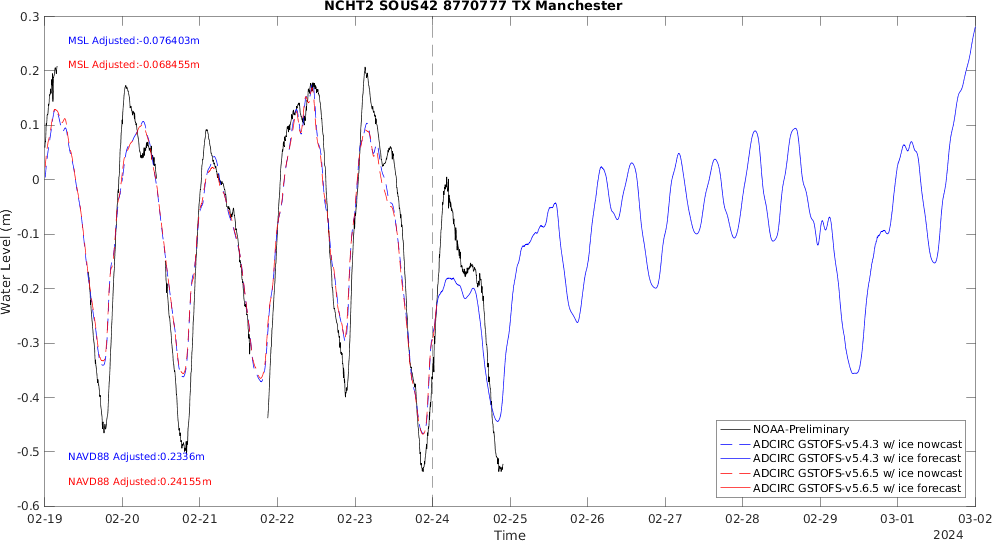 NCHT2 SOUS42 8770777 TX Manchester
MSL Adjusted:-0.076403m
MSL Adjusted:-0.068455m
Water Level (m)
0.3
0.2
0.1
0
-0.1
-0.2
-0.3
-0.4
-0.5
-0.6
NAVD88 Adjusted:0.2336m
NAVD88 Adjusted:0.24155m
NOAA-Preliminary
ADCIRC GSTOFS-v5.4.3 w/ ice nowcast
ADCIRC GSTOFS-v5.4.3 w/ ice forecast
ADCIRC GSTOFS-v5.6.5 w/ ice nowcast
ADCIRC GSTOFS-v5.6.5 w/ ice forecast
02-19 02-20 02-21 02-22 02-23 02-24 02-25 02-26 02-27 02-28 02-29 03-01 03-02
Time
2024